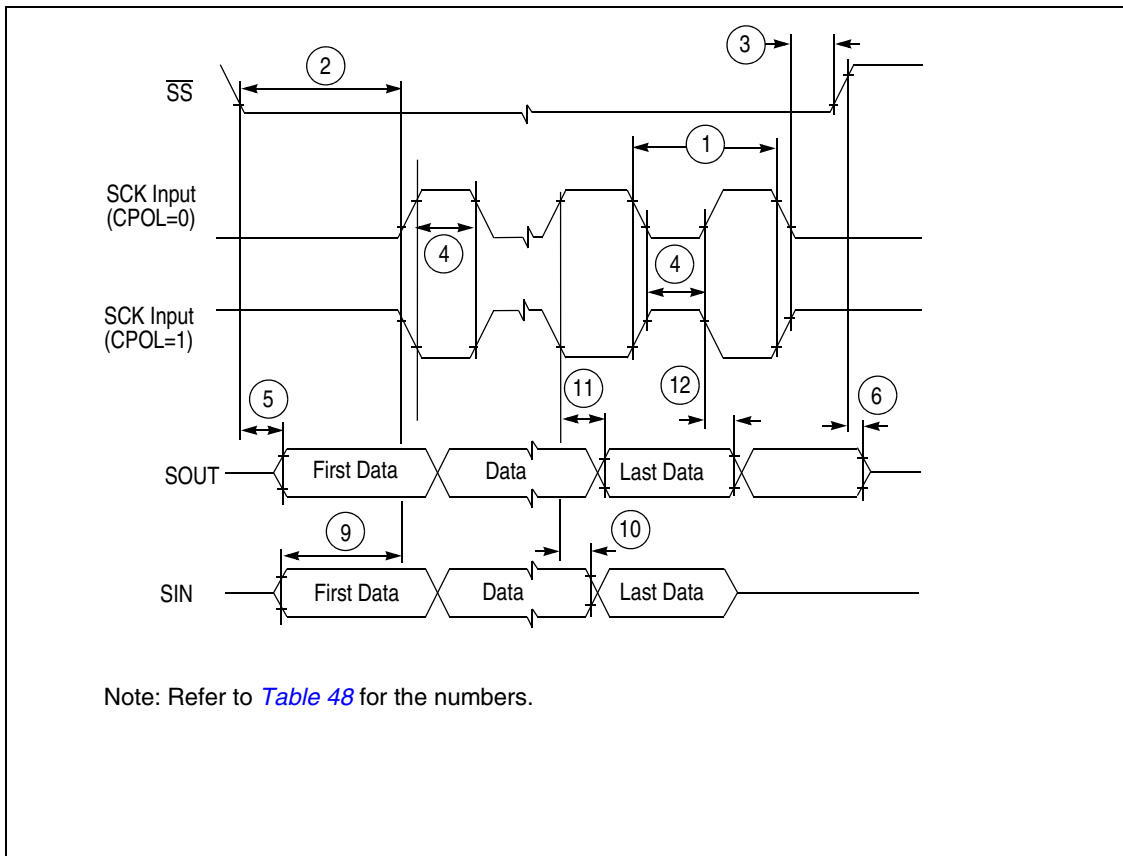 3
2
SS
1
SCK Input
(CPOL=0)
4
4
SCK Input
(CPOL=1)
5
11
12
6
SOUT
First Data
Data
Last Data
9
10
SIN
First Data
Data
Last Data
Note: Refer to Table 48 for the numbers.